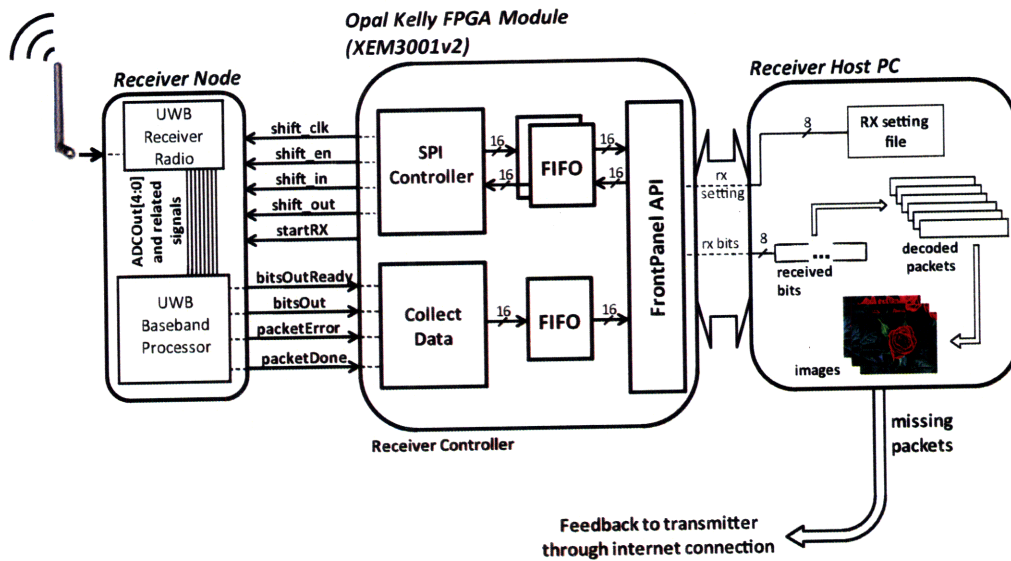 Opal Kelly FPGA Module
(XEM3001v2)
Receiver Node
Receiver Host PC
UWB
Receiver
Radio
ADCOut[4:0]
and related
signals
UWB
Baseband
Processor
shift_clk
shift_en
shift_in
shift_out
startRX
bitsOutReady
bitsOut
packetError
packetDone
SPI
Controller
16
16
FIFO
16
16
Collect
Data
16
FIFO
16
FrontPanel API
Receiver Controller
rx
setting
8
RX setting
file
rx bits
8
...
received
bits
decoded
packets
images
missing
packets
Feedback to transmitter
through internet connection